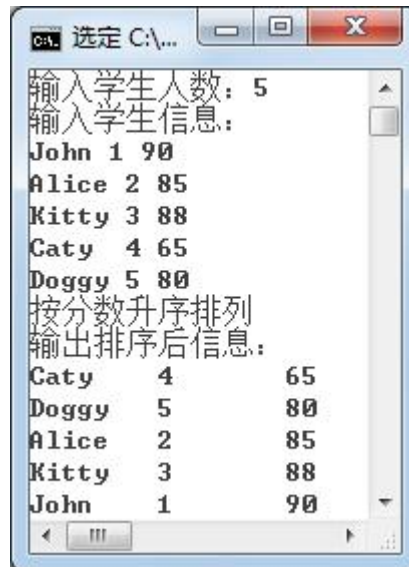 选定 C:\...
输入学生人数：5
输入学生信息：
John 1 90
Alice 2 85
Kitty 3 88
Caty  4 65
Doggy 5 80
按分数升序排列
输出排序后信息：
Caty    4       65
Doggy   5       80
Alice   2       85
Kitty   3       88
John    1       90